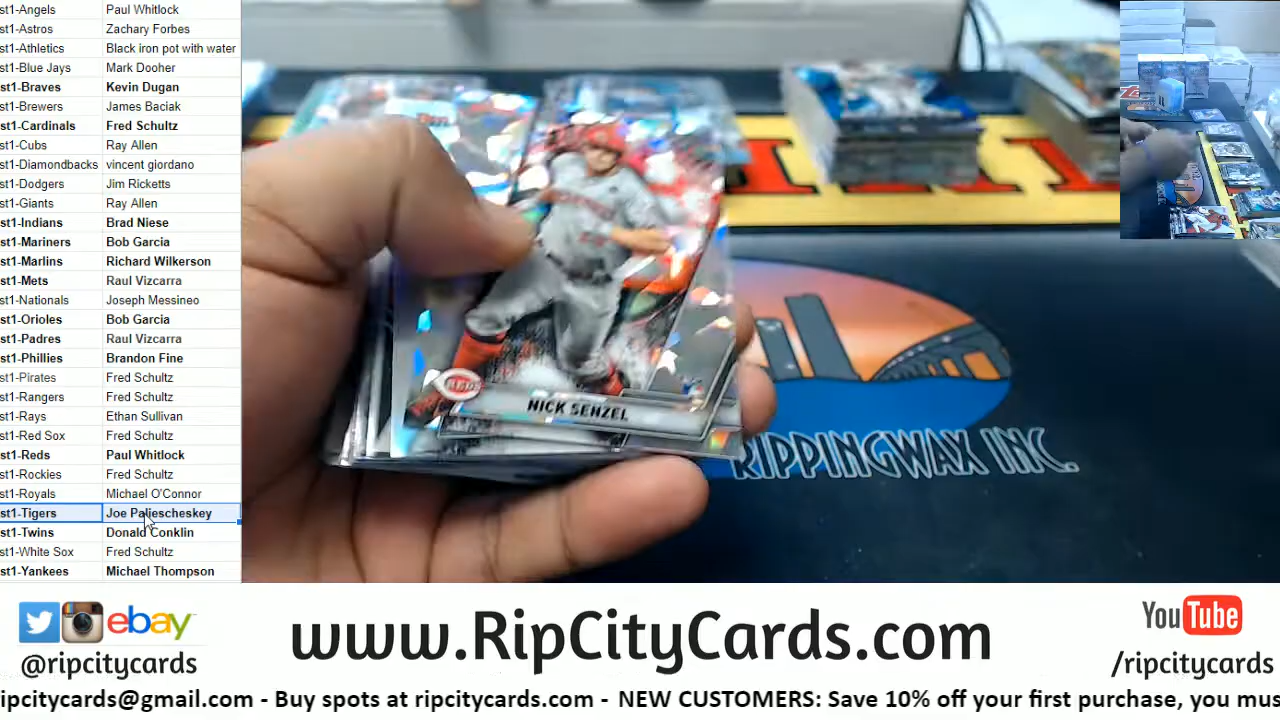 st1-Angels Paul Whitlock
st1-Astros Zachary Forbes
st1-Athletics Black iron pot with water
st1-Blue Jays Mark Dooher
st1-Braves Kevin Dugan
st1-Brewers James Baciak
st1-Cardinals Fred Schultz
st1-Cubs Ray Allen
st1-Diamondbacks vincent giordano
st1-Dodgers Jim Ricketts
st1-Giants Ray Allen
st1-Indians Brad Niese
st1-Mariners Bob Garcia
st1-Marlins Richard Wilkerson
st1-Mets Raul Vizcarra
st1-Nationals Joseph Messineo
st1-Orioles Bob Garcia
st1-Padres Raul Vizcarra
st1-Phillies Brandon Fine
st1-Pirates Fred Schultz
st1-Rangers Fred Schultz
st1-Rays Ethan Sullivan
st1-Red Sox Fred Schultz
st1-Reds Paul Whitlock
st1-Rockies Fred Schultz
st1-Royals Michael O'Connor
st1-Tigers Joe Paliescheskey
st1-Twins Donald Conklin
st1-White Sox Fred Schultz
st1-Yankees Michael Thompson
REDS
NICK SENZEL
RIPPINGWAX INC.
ebay
@ripcitycards
www.RipCityCards.com
YouTube
/ripcitycards
ripcitycards@gmail.com - Buy spots at ripcitycards.com - NEW CUSTOMERS: Save 10% off your first purchase, you mus